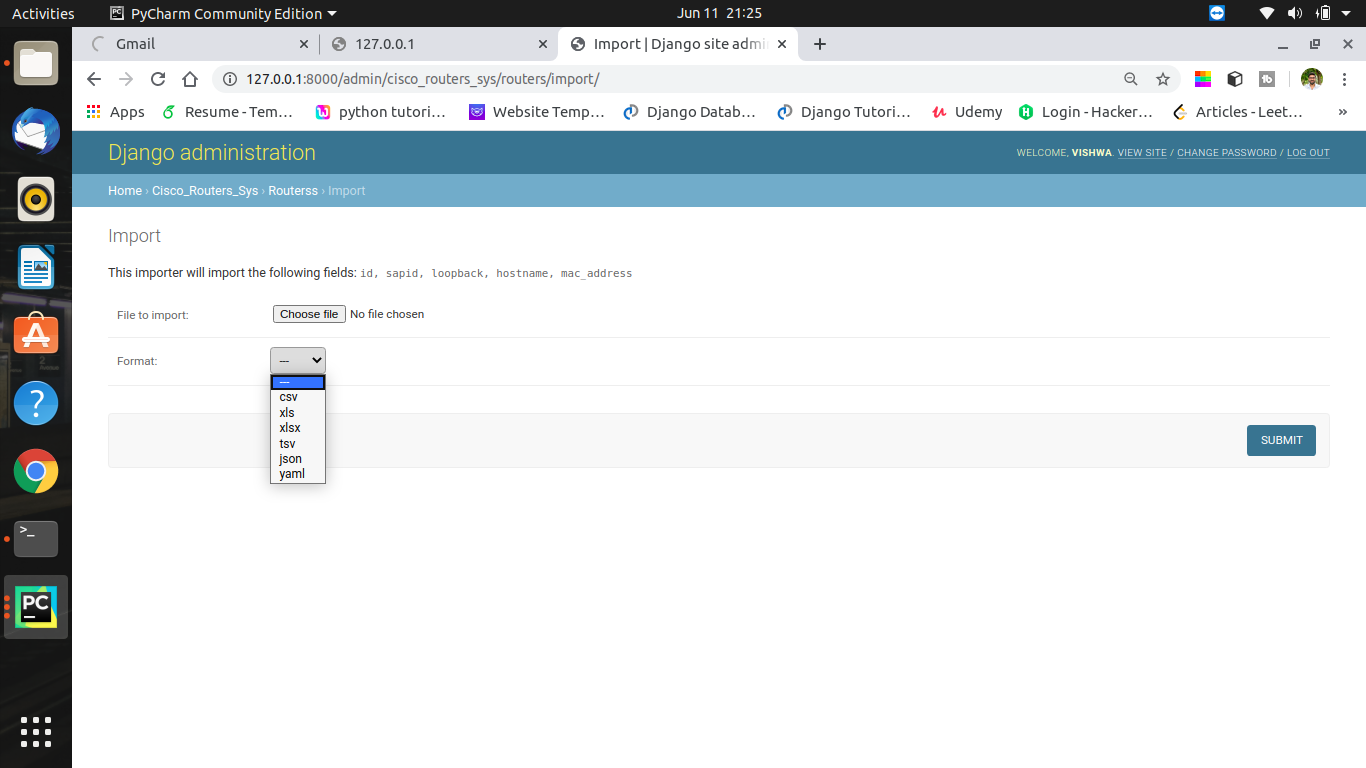 Activities PyCharm Community Edition Jun 11 21:25
Gmail 127.0.0.1 Import | Django site admi
127.0.0.1:8000/admin/cisco_routers_sys/routers/import/
Apps Resume - Tem… python tutori… Website Temp… Django Datab… Django Tutori… Udemy Login - Hacker… Articles - Leet… »
Django administration WELCOME, VISHWA. VIEW SITE / CHANGE PASSWORD / LOG OUT
Home › Cisco_Routers_Sys › Routerss › Import
Import
This importer will import the following fields: id, sapid, loopback, hostname, mac_address
File to import: Choose file No file chosen
Format: ---
---
csv
xls
xlsx
tsv
json
yaml
SUBMIT
>_
PC